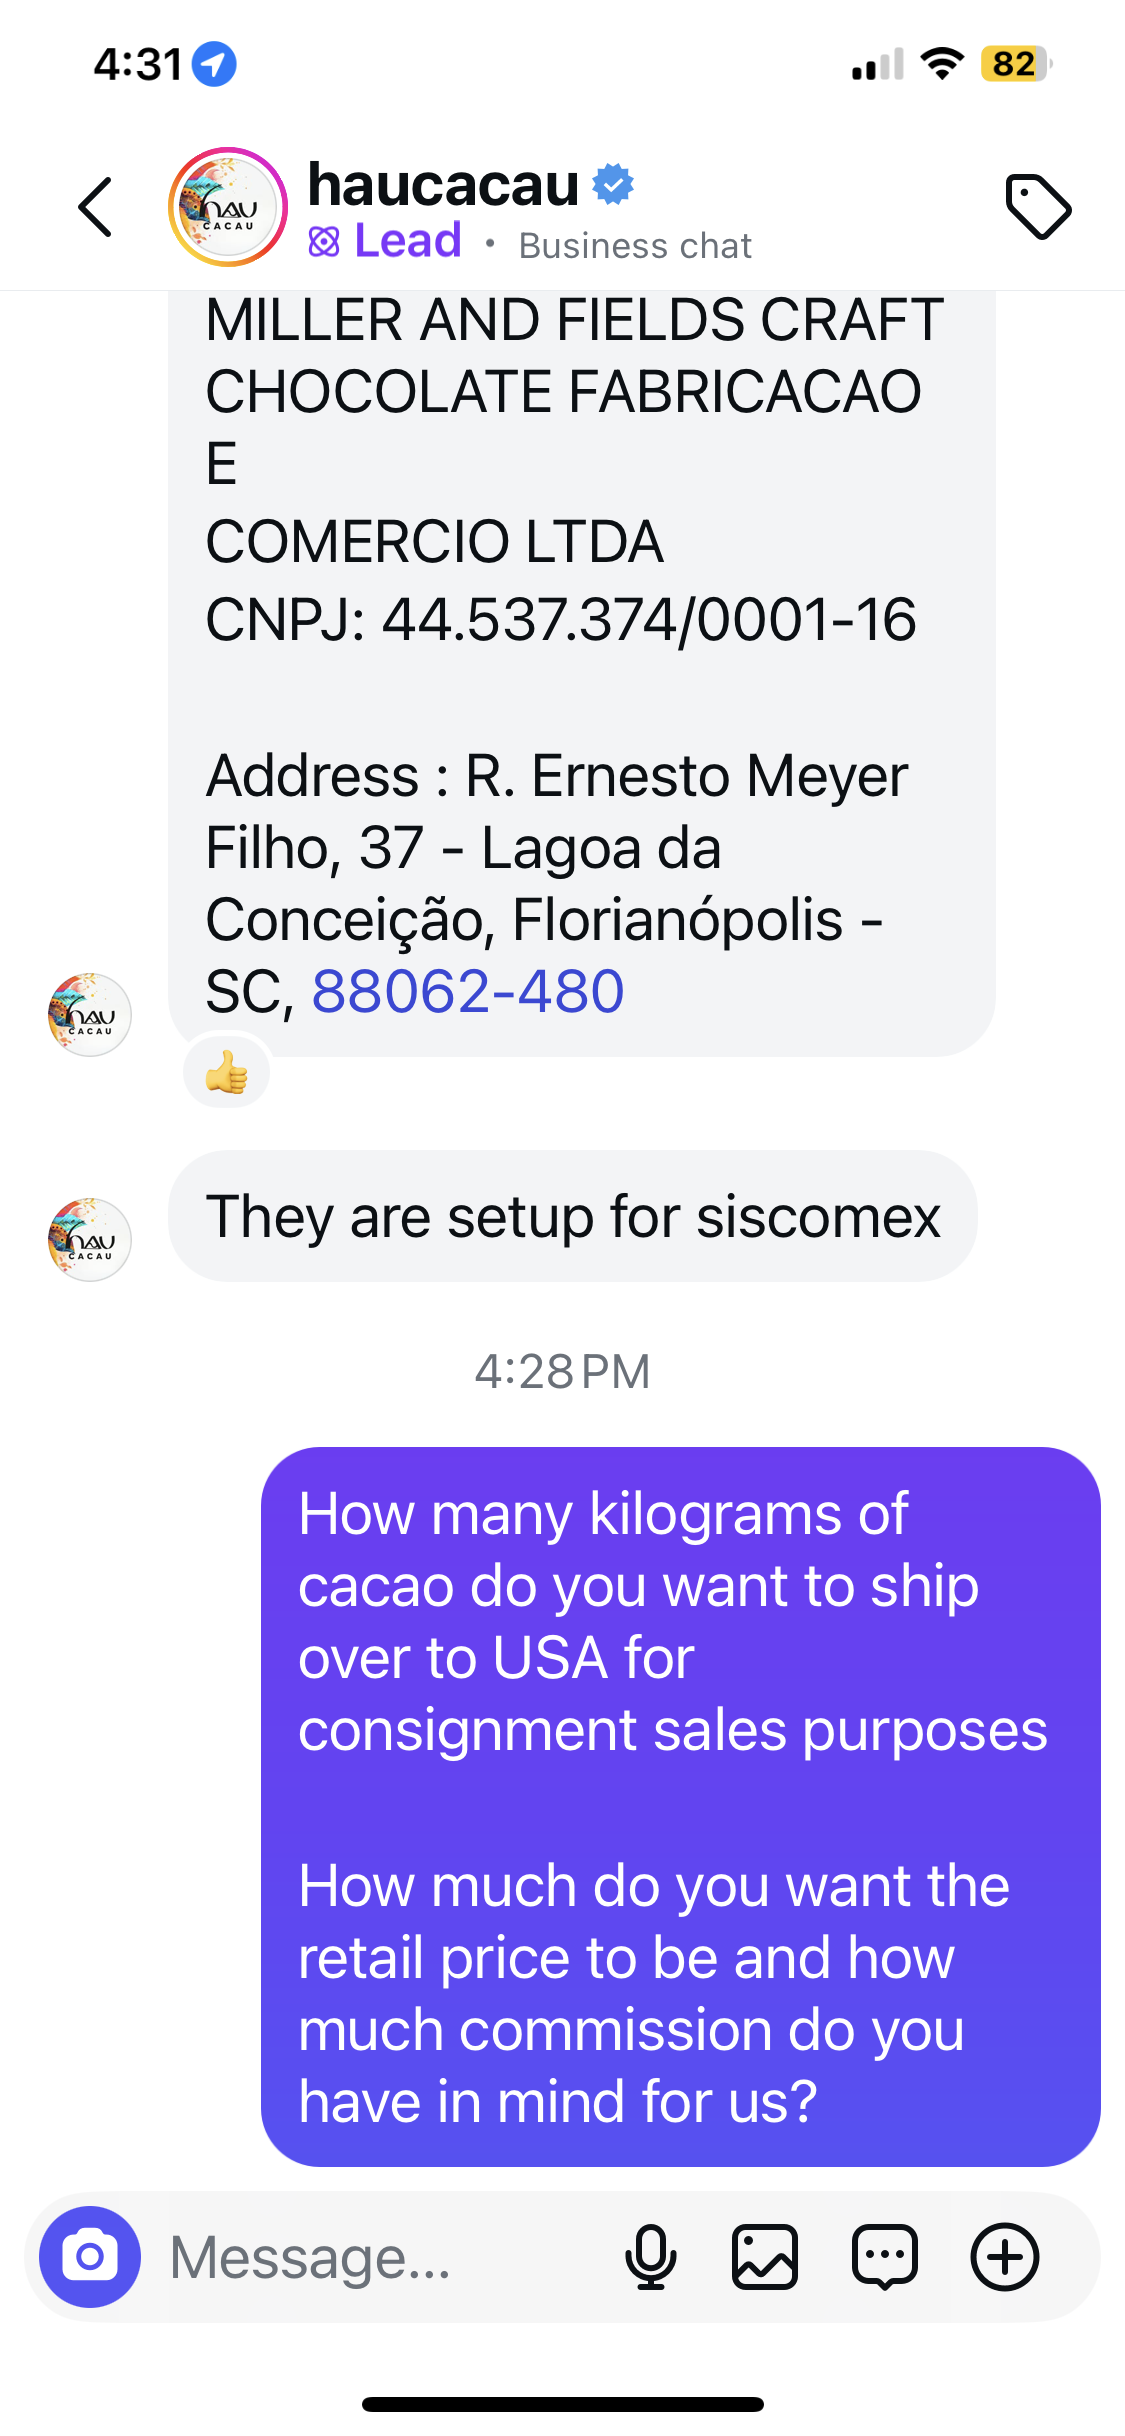 4:31
82
haucacau
Lead • Business chat
MILLER AND FIELDS CRAFT
CHOCOLATE FABRICACAO
E
COMERCIO LTDA
CNPJ: 44.537.374/0001-16
Address : R. Ernesto Meyer
Filho, 37 - Lagoa da
Conceição, Florianópolis -
SC, 88062-480
They are setup for siscomex
4:28 PM
How many kilograms of
cacao do you want to ship
over to USA for
consignment sales purposes
How much do you want the
retail price to be and how
much commission do you
have in mind for us?
Message...